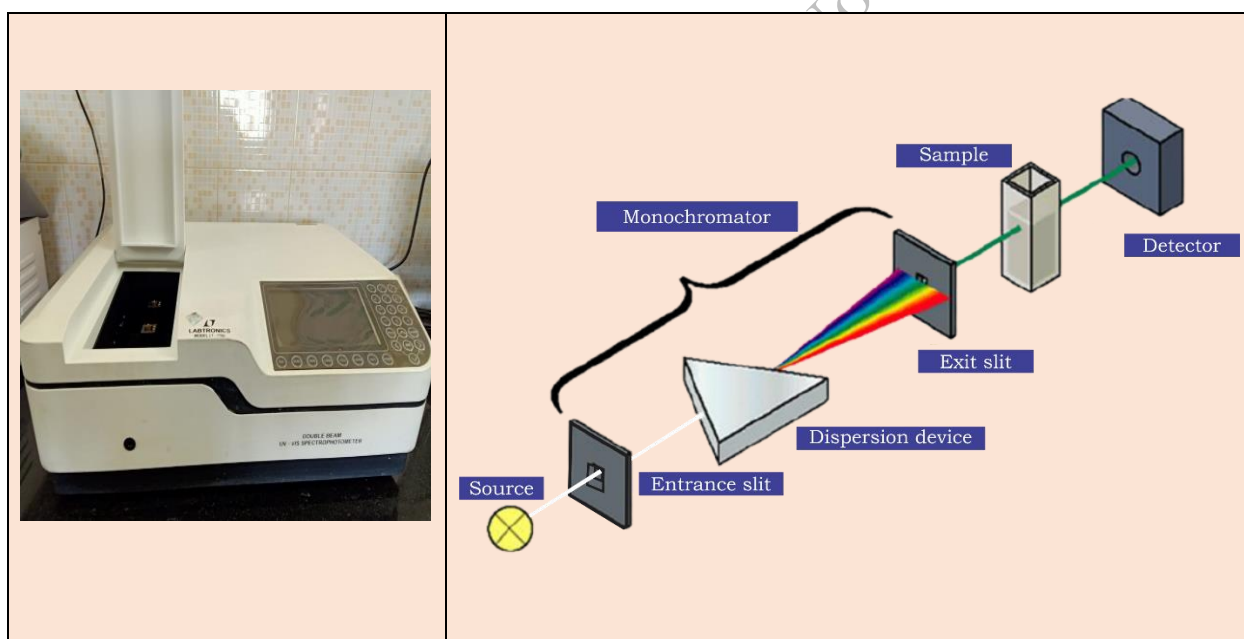 LABTRONICS
DOUBLE BEAM
UV - VIS SPECTROPHOTOMETER
Sample
Monochromator
Detector
Exit slit
Dispersion device
Source
Entrance slit